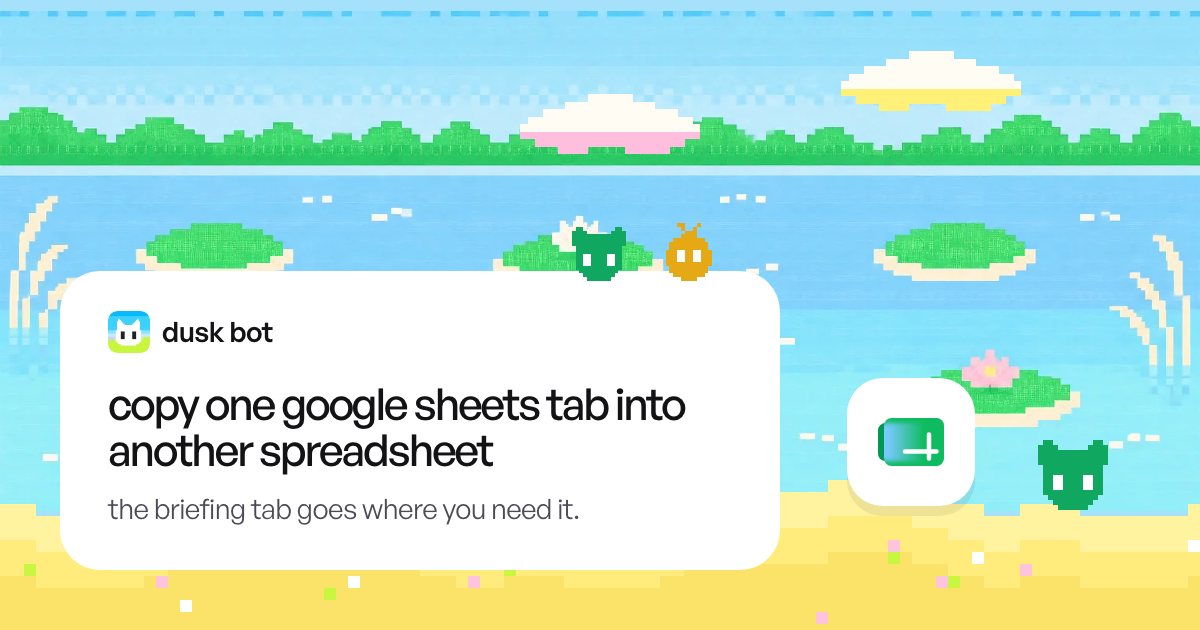 dusk bot
copy one google sheets tab into
another spreadsheet
the briefing tab goes where you need it.